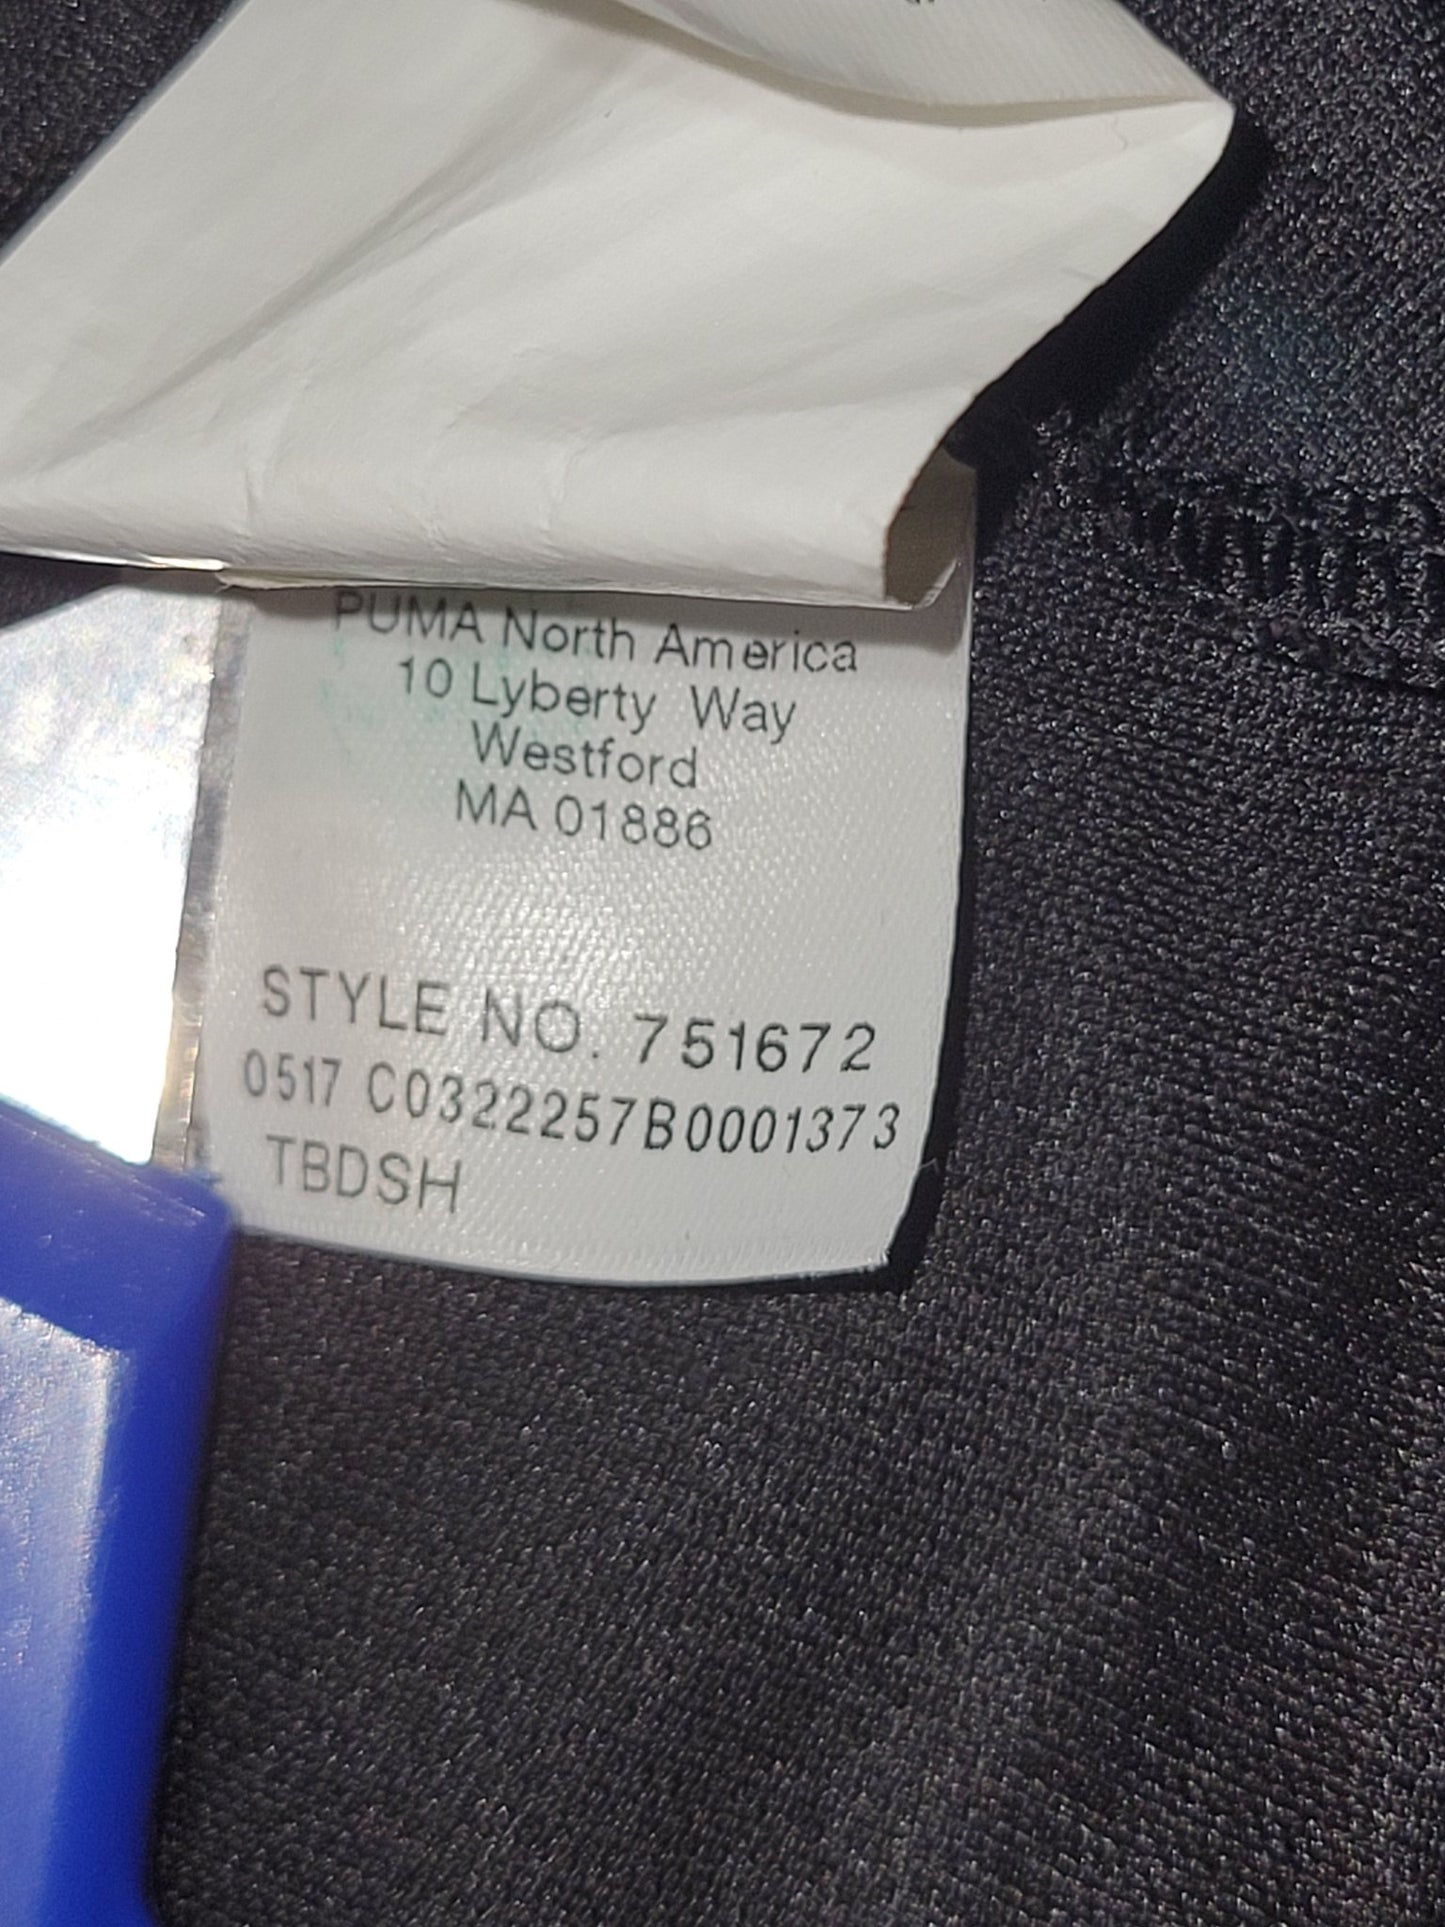 PUMA North America
10 Lyberty Way
Westford
MA 01886
STYLE NO. 751672
0517 C0322257B0001373
TBDSH